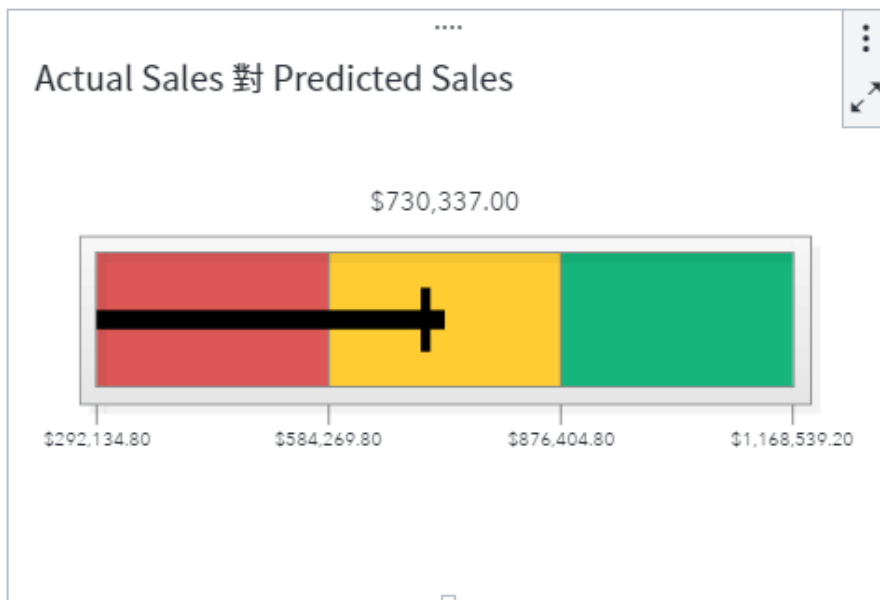 Actual Sales 對 Predicted Sales
$730,337.00
$292,134.80 $584,269.80 $876,404.80 $1,168,539.20